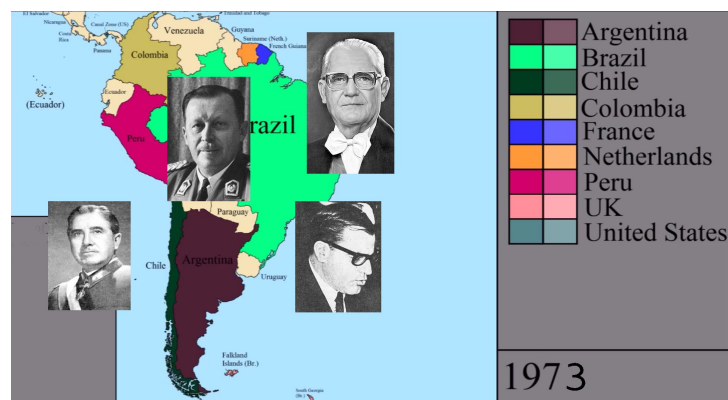 El Salvador
Nicaragua
Canal Zone (US)
Trinidad and Tobago
Costa
Rica
Panama
Venezuela
Guyana
Suriname (Neth.)
French Guiana
Colombia
(Ecuador)
Ecuador
Peru
razil
Paraguay
Chile
Argentina
Uruguay
Falkland
Islands (Br.)
South Georgia
(Br.)
Argentina
Brazil
Chile
Colombia
France
Netherlands
Peru
UK
United States
1973